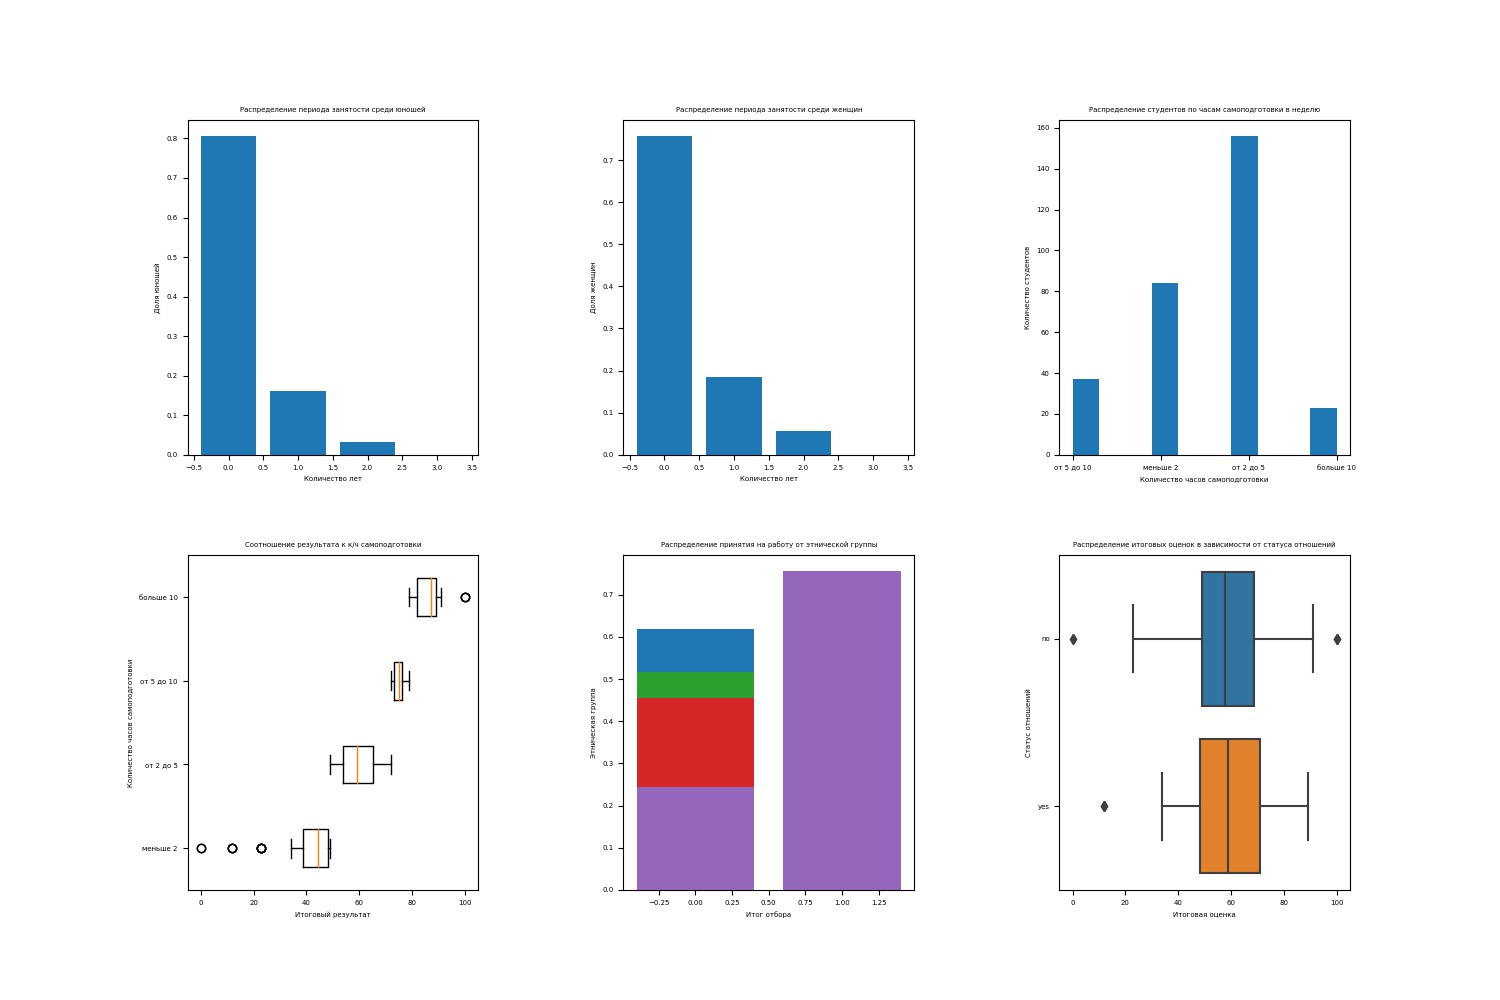 Распределение периода занятости среди юношей
Доля юношей
0.8
0.7
0.6
0.5
0.4
0.3
0.2
0.1
0.0
−0.5 0.0 0.5 1.0 1.5 2.0 2.5 3.0 3.5
Количество лет
Распределение периода занятости среди женщин
Доля женщин
0.7
0.6
0.5
0.4
0.3
0.2
0.1
0.0
−0.5 0.0 0.5 1.0 1.5 2.0 2.5 3.0 3.5
Количество лет
Распределение студентов по часам самоподготовки в неделю
Количество студентов
160
140
120
100
80
60
40
20
0
от 5 до 10 меньше 2 от 2 до 5 больше 10
Количество часов самоподготовки
Соотношение результата к к/ч самоподготовки
Количество часов самоподготовки
больше 10
от 5 до 10
от 2 до 5
меньше 2
0 20 40 60 80 100
Итоговый результат
Распределение принятия на работу от этнической группы
Этническая группа
0.7
0.6
0.5
0.4
0.3
0.2
0.1
0.0
−0.25 0.00 0.25 0.50 0.75 1.00 1.25
Итог отбора
Распределение итоговых оценок в зависимости от статуса отношений
Статус отношений
no
yes
0 20 40 60 80 100
Итоговая оценка